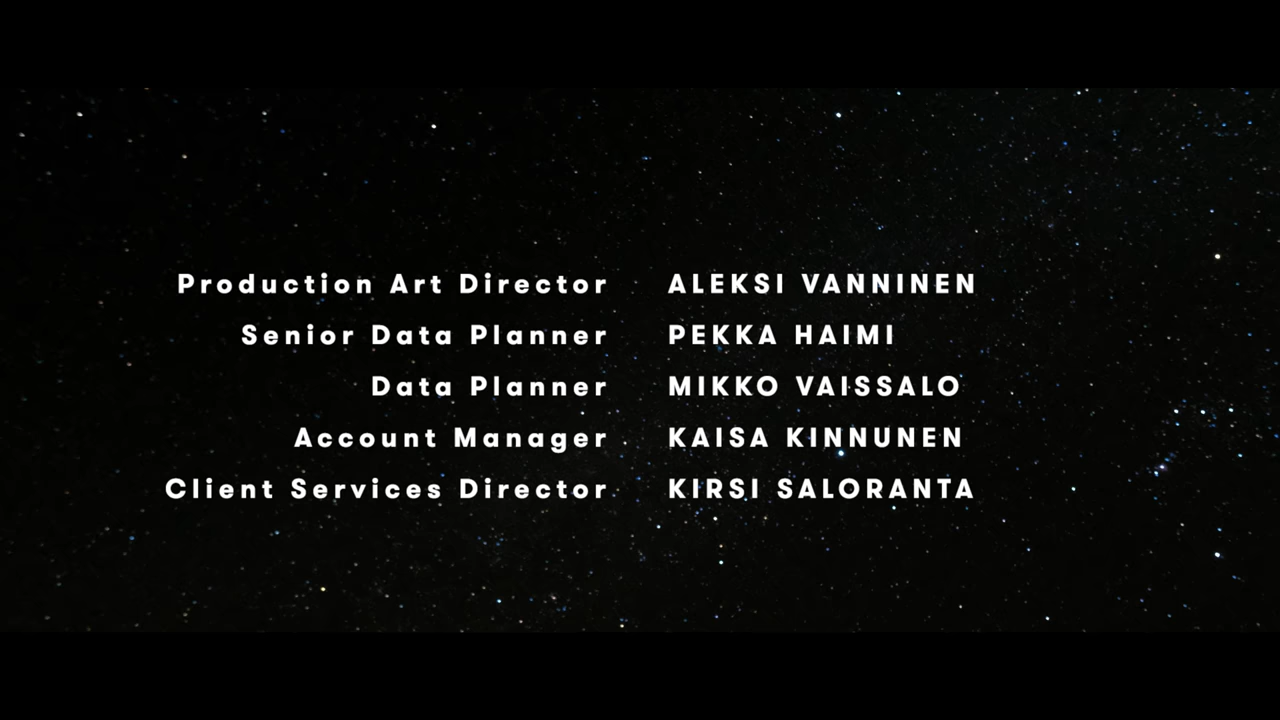 Production Art Director ALEKSI VANNINEN
Senior Data Planner PEKKA HAIMI
Data Planner MIKKO VAISSALO
Account Manager KAISA KINNUNEN
Client Services Director KIRSI SALORANTA